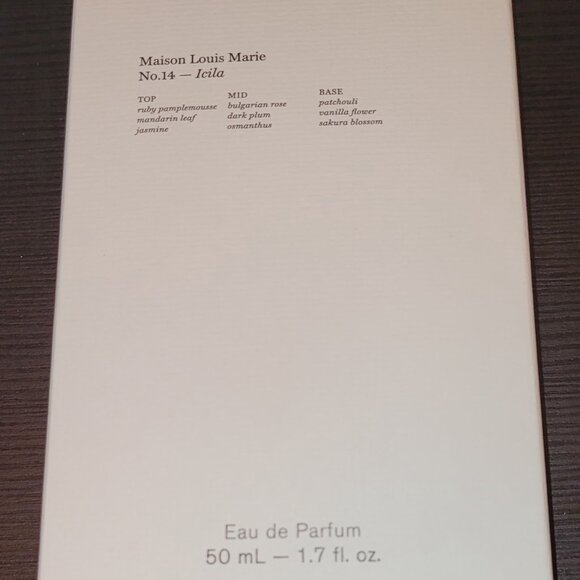 Maison Louis Marie
No.14 — Icila
TOP
ruby pamplemousse
mandarin leaf
jasmine
MID
bulgarian rose
dark plum
osmanthus
BASE
patchouli
vanilla flower
sakura blossom
Eau de Parfum
50 mL — 1.7 fl. oz.